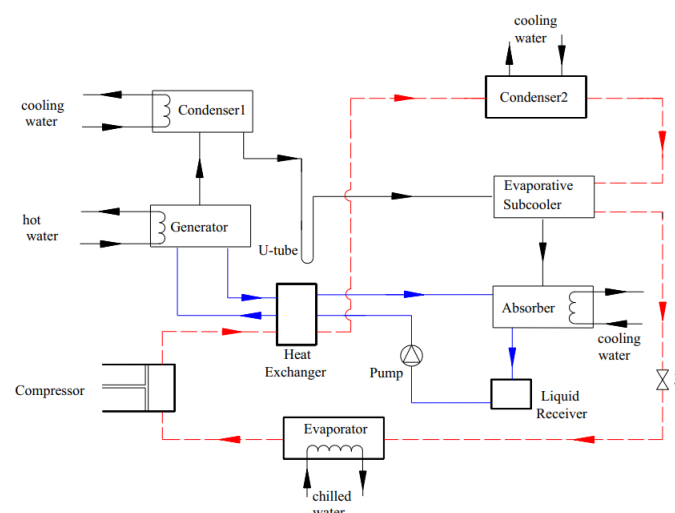 cooling
water
Condenser1
Condenser2
cooling
water
Evaporative
Subcooler
hot
water
Generator
U-tube
Absorber
cooling
water
Heat
Exchanger
Pump
Compressor
Liquid
Receiver
Evaporator
chilled
water